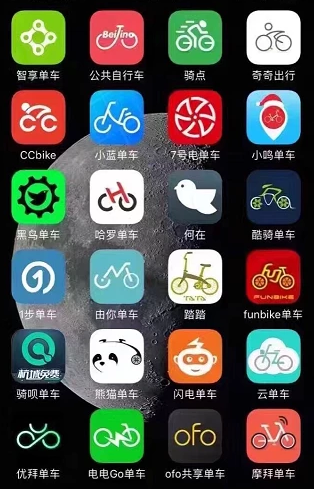 智享单车
BeiJing
公共自行车
骑点
奇奇出行
CCbike
小蓝单车
7号电单车
小鸣单车
黑鸟单车
哈罗单车
何在
酷骑单车
1步单车
由你单车
TATA
踏踏
FUNBIKE
funbike单车
杭城免费
骑呗单车
熊猫单车
闪电单车
云单车
优拜单车
电电Go单车
ofo
ofo共享单车
摩拜单车